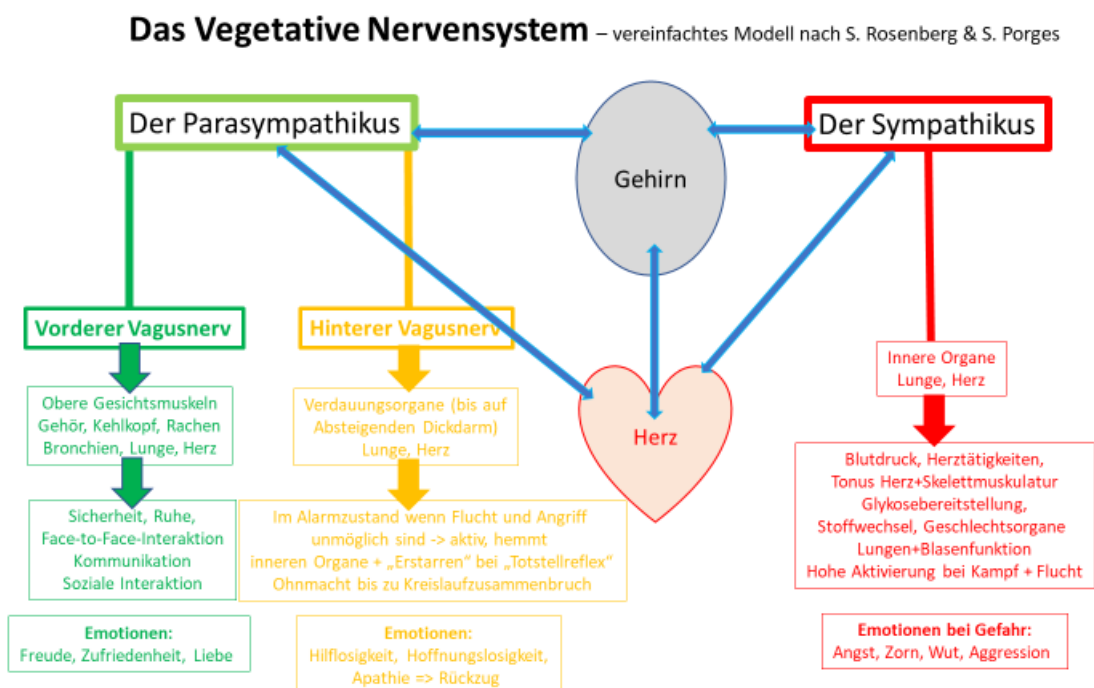 Das Vegetative Nervensystem – vereinfachtes Modell nach S. Rosenberg & S. Porges
Der Parasympathikus
Gehirn
Der Sympathikus
Vorderer Vagusnerv
Obere Gesichtsmuskeln
Gehör, Kehlkopf, Rachen
Bronchien, Lunge, Herz
Sicherheit, Ruhe,
Face-to-Face-Interaktion
Kommunikation
Soziale Interaktion
Emotionen:
Freude, Zufriedenheit, Liebe
Hinterer Vagusnerv
Verdauungsorgane (bis auf
Absteigenden Dickdarm)
Lunge, Herz
Im Alarmzustand wenn Flucht und Angriff
unmöglich sind -> aktiv, hemmt
inneren Organe + „Erstarren“ bei „Totstellreflex“
Ohnmacht bis zu Kreislaufzusammenbruch
Emotionen:
Hilflosigkeit, Hoffnungslosigkeit,
Apathie => Rückzug
Herz
Innere Organe
Lunge, Herz
Blutdruck, Herztätigkeiten,
Tonus Herz+Skelettmuskulatur
Glykosebereitstellung,
Stoffwechsel, Geschlechtsorgane
Lungen+Blasenfunktion
Hohe Aktivierung bei Kampf + Flucht
Emotionen bei Gefahr:
Angst, Zorn, Wut, Aggression